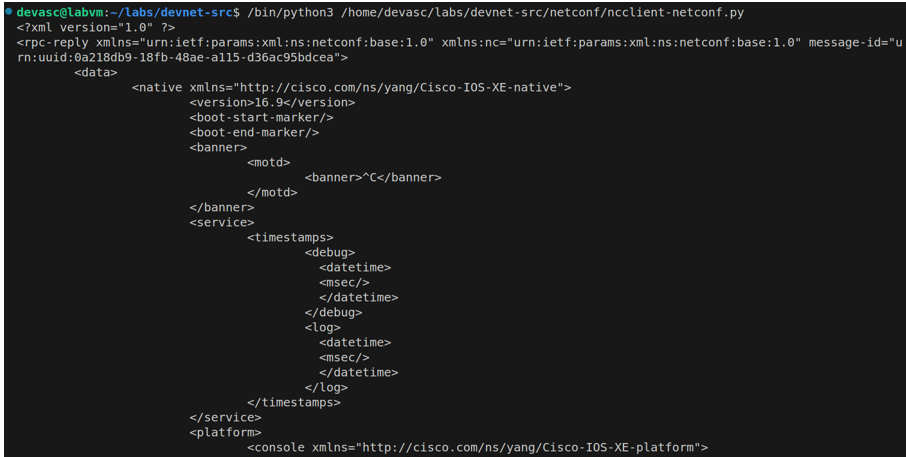 devasc@labvm:~/labs/devnet-src$ /bin/python3 /home/devasc/labs/devnet-src/netconf/ncclient-netconf.py
<?xml version="1.0" ?>
<rpc-reply xmlns="urn:ietf:params:xml:ns:netconf:base:1.0" xmlns:nc="urn:ietf:params:xml:ns:netconf:base:1.0" message-id="u
rn:uuid:0a218db9-18fb-48ae-a115-d36ac95bdcea">
<data>
<native xmlns="http://cisco.com/ns/yang/Cisco-IOS-XE-native">
<version>16.9</version>
<boot-start-marker/>
<boot-end-marker/>
<banner>
<motd>
<banner>^C</banner>
</motd>
</banner>
<service>
<timestamps>
<debug>
<datetime>
<msec/>
</datetime>
</debug>
<log>
<datetime>
<msec/>
</datetime>
</log>
</timestamps>
</service>
<platform>
<console xmlns="http://cisco.com/ns/yang/Cisco-IOS-XE-platform">